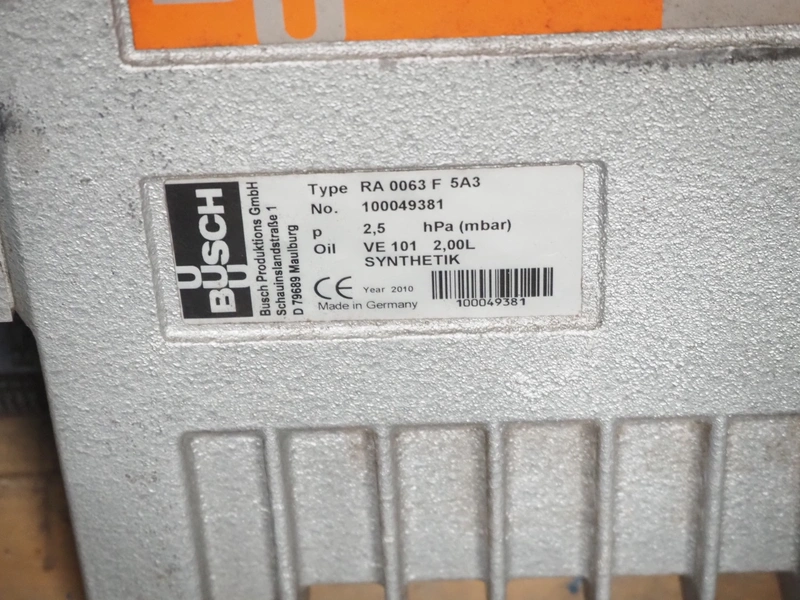 BUSCH
Busch Produktions GmbH
Schauinslandstraße 1
D 79689 Maulburg
Type RA 0063 F 5A3
No. 100049381
p 2,5 hPa (mbar)
Oil VE 101 2,00L
SYNTHETIK
CE Year 2010
Made in Germany
100049381